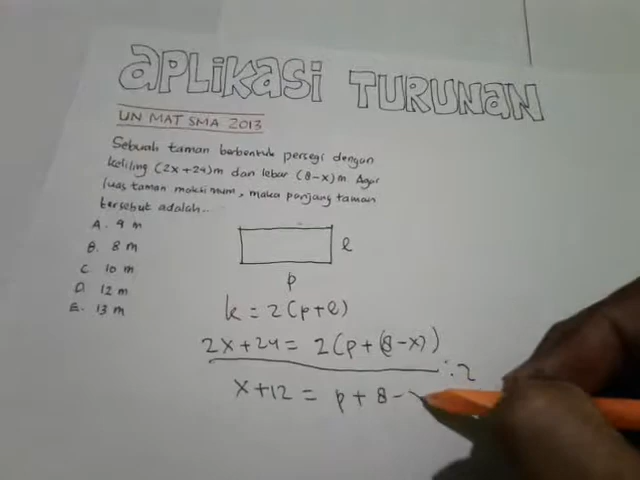 APLIKASI TURUNAN
UN MAT SMA 2013
Sebuah taman berbentuk persegi dengan
keliling (2x+24)m dan lebar (8-x)m Agar
luas taman maksimum, maka panjang taman
tersebut adalah...
A. 4 m
B. 8 m
C. 10 m
D. 12 m
E. 13 m
l
p
k = 2(p+l)
2x+24 = 2(p+(8-x))
:2
x+12 = p+8-